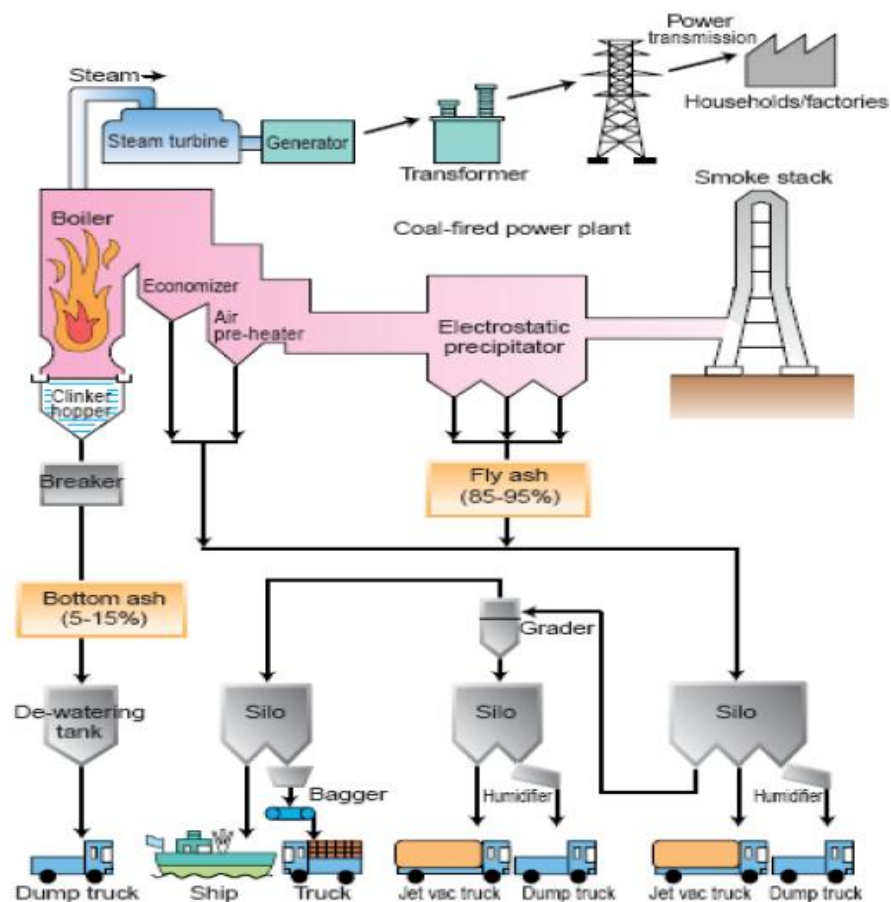 Power
transmission
Steam
Households/factories
Steam turbine
Generator
Transformer
Smoke stack
Boiler
Coal-fired power plant
Economizer
Air
pre-heater
Electrostatic
precipitator
Clinker
hopper
Breaker
Fly ash
(85-95%)
Bottom ash
(5-15%)
Grader
De-watering
tank
Silo
Silo
Silo
Bagger
Humidifier
Humidifier
Dump truck
Ship
Truck
Jet vac truck
Dump truck
Jet vac truck
Dump truck